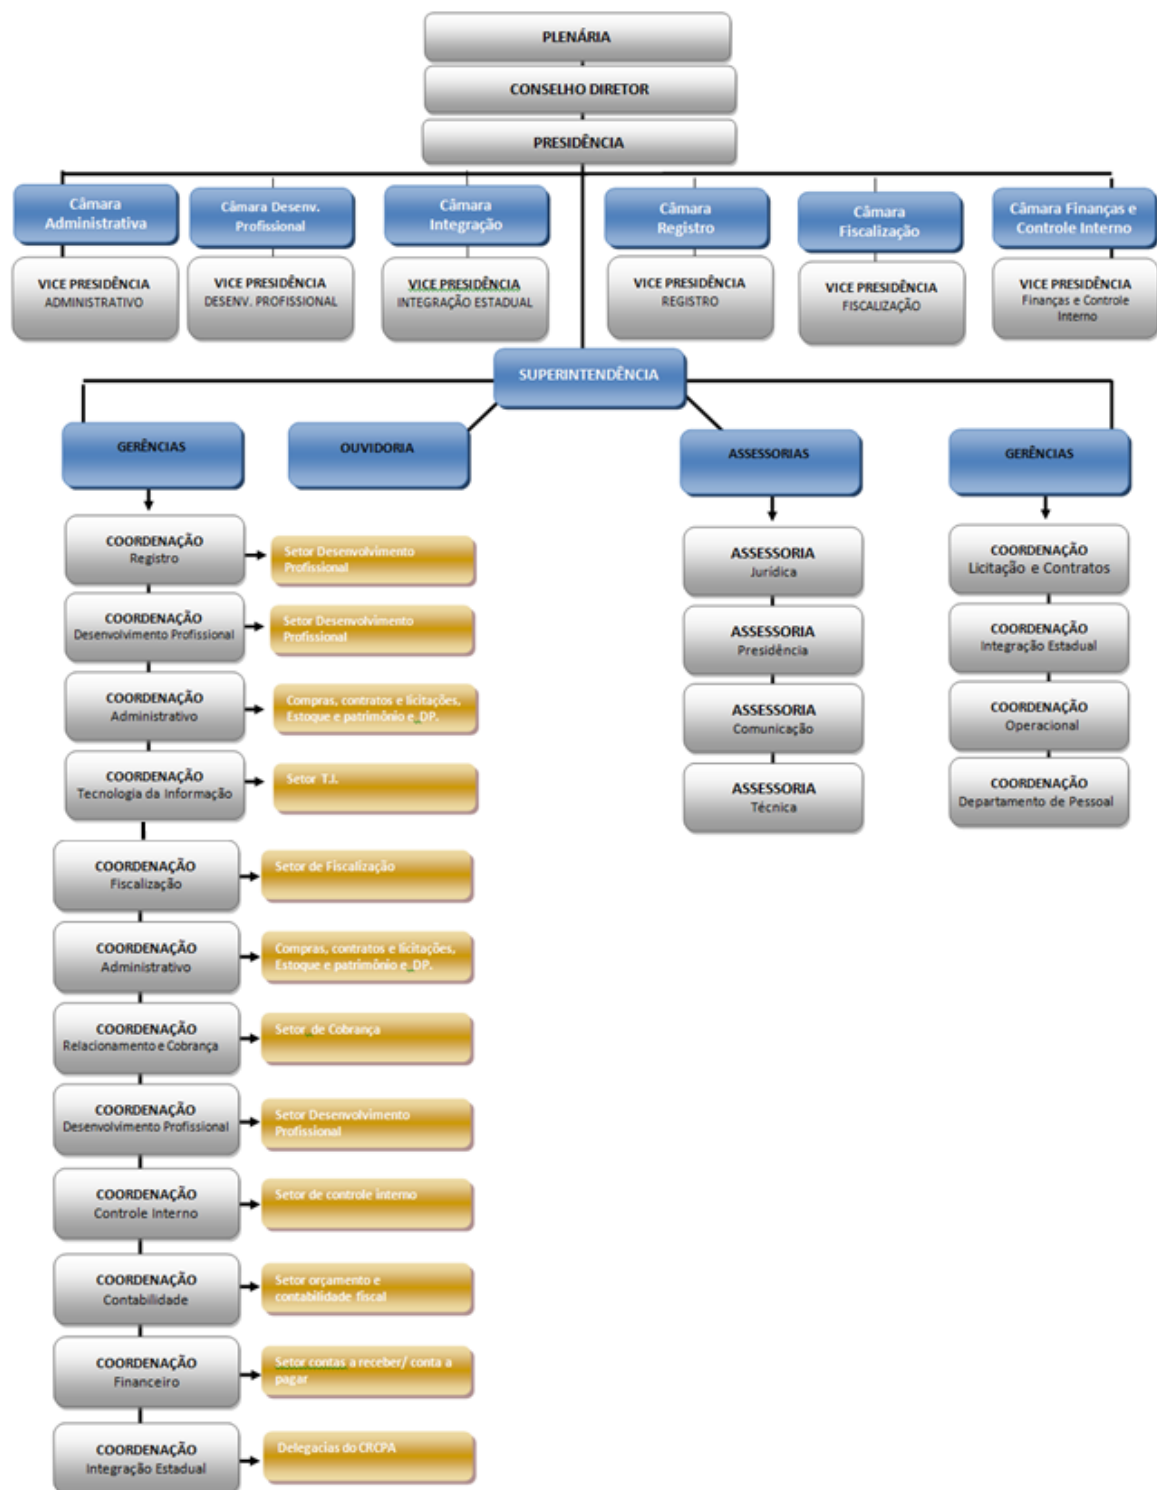 PLENÁRIA
CONSELHO DIRETOR
PRESIDÊNCIA
Câmara
Administrativa
Câmara Desenv.
Profissional
Câmara
Integração
Câmara
Registro
Câmara
Fiscalização
Câmara Finanças e
Controle Interno
VICE PRESIDÊNCIA
ADMINISTRATIVO
VICE PRESIDÊNCIA
DESENV. PROFISSIONAL
VICE PRESIDÊNCIA
INTEGRAÇÃO ESTADUAL
VICE PRESIDÊNCIA
REGISTRO
VICE PRESIDÊNCIA
FISCALIZAÇÃO
VICE PRESIDÊNCIA
Finanças e Controle
Interno
SUPERINTENDÊNCIA
GERÊNCIAS
OUVIDORIA
ASSESSORIAS
GERÊNCIAS
COORDENAÇÃO
Registro
Setor Desenvolvimento
Profissional
COORDENAÇÃO
Desenvolvimento Profissional
Setor Desenvolvimento
Profissional
COORDENAÇÃO
Administrativo
Compras, contratos e licitações,
Estoque e patrimônio e DP.
COORDENAÇÃO
Tecnologia da Informação
Setor T.I.
COORDENAÇÃO
Fiscalização
Setor de Fiscalização
COORDENAÇÃO
Administrativo
Compras, contratos e licitações,
Estoque e patrimônio e DP.
COORDENAÇÃO
Relacionamento e Cobrança
Setor de Cobrança
COORDENAÇÃO
Desenvolvimento Profissional
Setor Desenvolvimento
Profissional
COORDENAÇÃO
Controle Interno
Setor de controle interno
COORDENAÇÃO
Contabilidade
Setor orçamento e
contabilidade fiscal
COORDENAÇÃO
Financeiro
Setor contas a receber/ conta a
pagar
COORDENAÇÃO
Integração Estadual
Delegacias do CRCPA
ASSESSORIA
Jurídica
ASSESSORIA
Presidência
ASSESSORIA
Comunicação
ASSESSORIA
Técnica
COORDENAÇÃO
Licitação e Contratos
COORDENAÇÃO
Integração Estadual
COORDENAÇÃO
Operacional
COORDENAÇÃO
Departamento de Pessoal